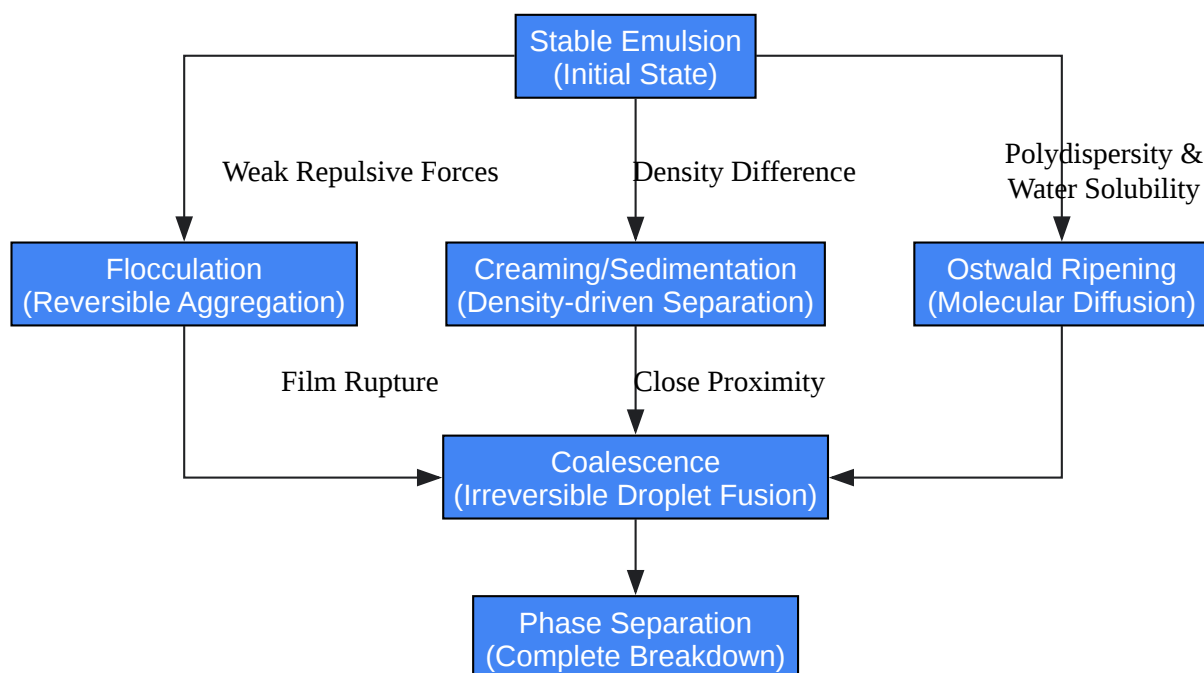 Stable Emulsion
(Initial State)
Weak Repulsive Forces
Density Difference
Polydispersity &
Water Solubility
Flocculation
(Reversible Aggregation)
Creaming/Sedimentation
(Density-driven Separation)
Ostwald Ripening
(Molecular Diffusion)
Film Rupture
Close Proximity
Coalescence
(Irreversible Droplet Fusion)
Phase Separation
(Complete Breakdown)